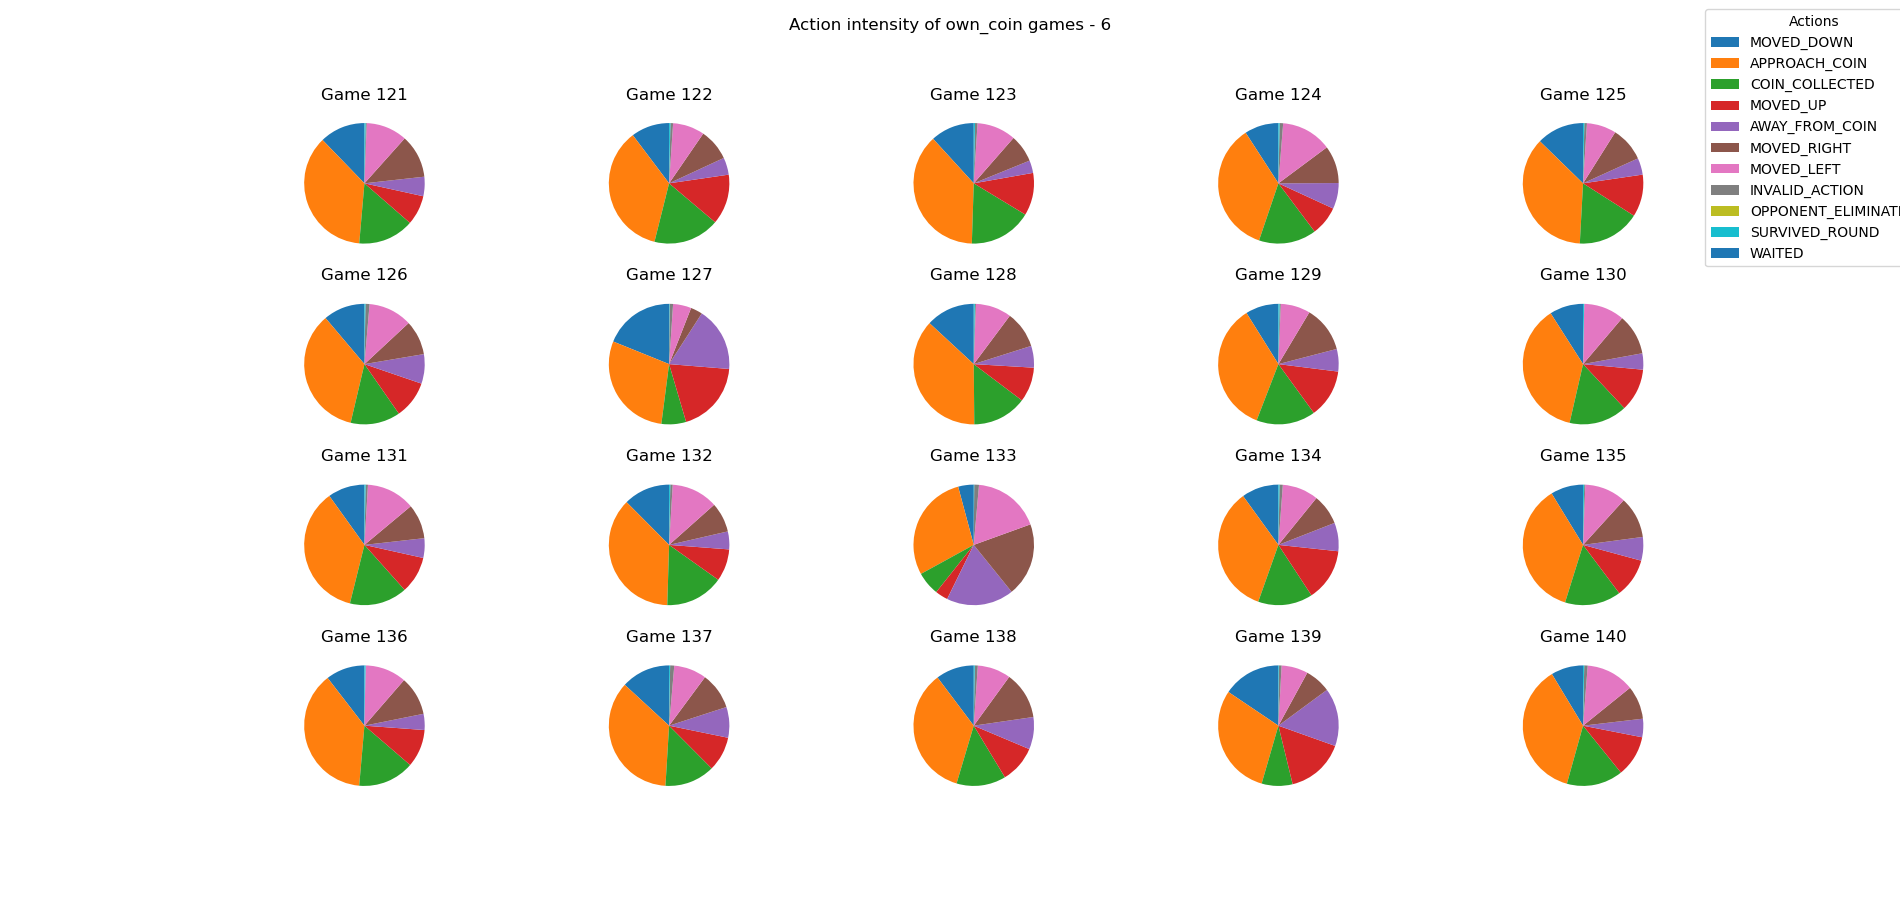 Action intensity of own_coin games - 6
Actions
MOVED_DOWN
APPROACH_COIN
COIN_COLLECTED
MOVED_UP
AWAY_FROM_COIN
MOVED_RIGHT
MOVED_LEFT
INVALID_ACTION
OPPONENT_ELIMINAT
SURVIVED_ROUND
WAITED
Game 121
Game 122
Game 123
Game 124
Game 125
Game 126
Game 127
Game 128
Game 129
Game 130
Game 131
Game 132
Game 133
Game 134
Game 135
Game 136
Game 137
Game 138
Game 139
Game 140